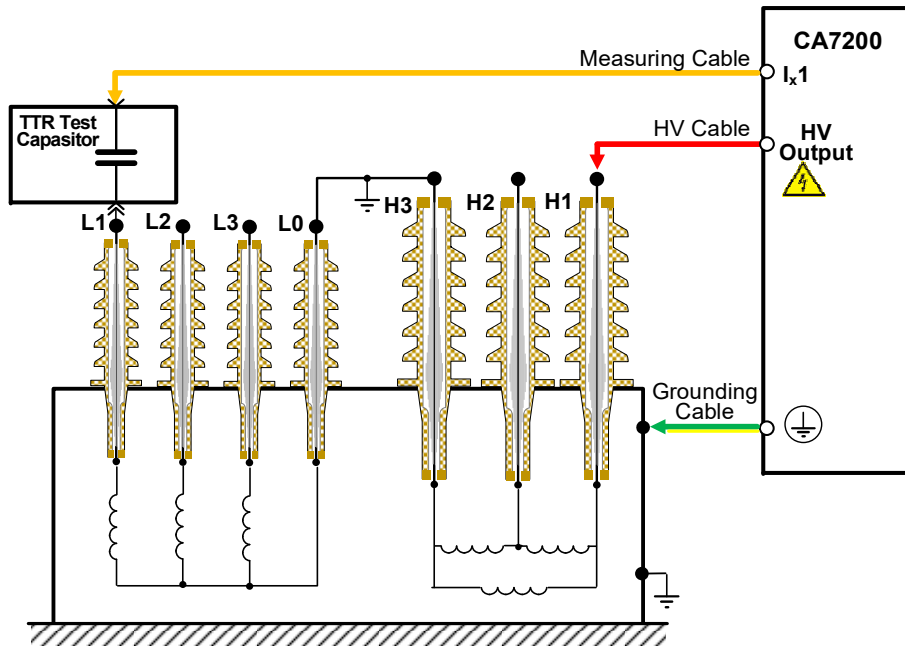 CA7200
Measuring Cable
Ix1
TTR Test
Capasitor
HV Cable
HV
Output
L1 L2 L3 L0 H3 H2 H1
Grounding
Cable